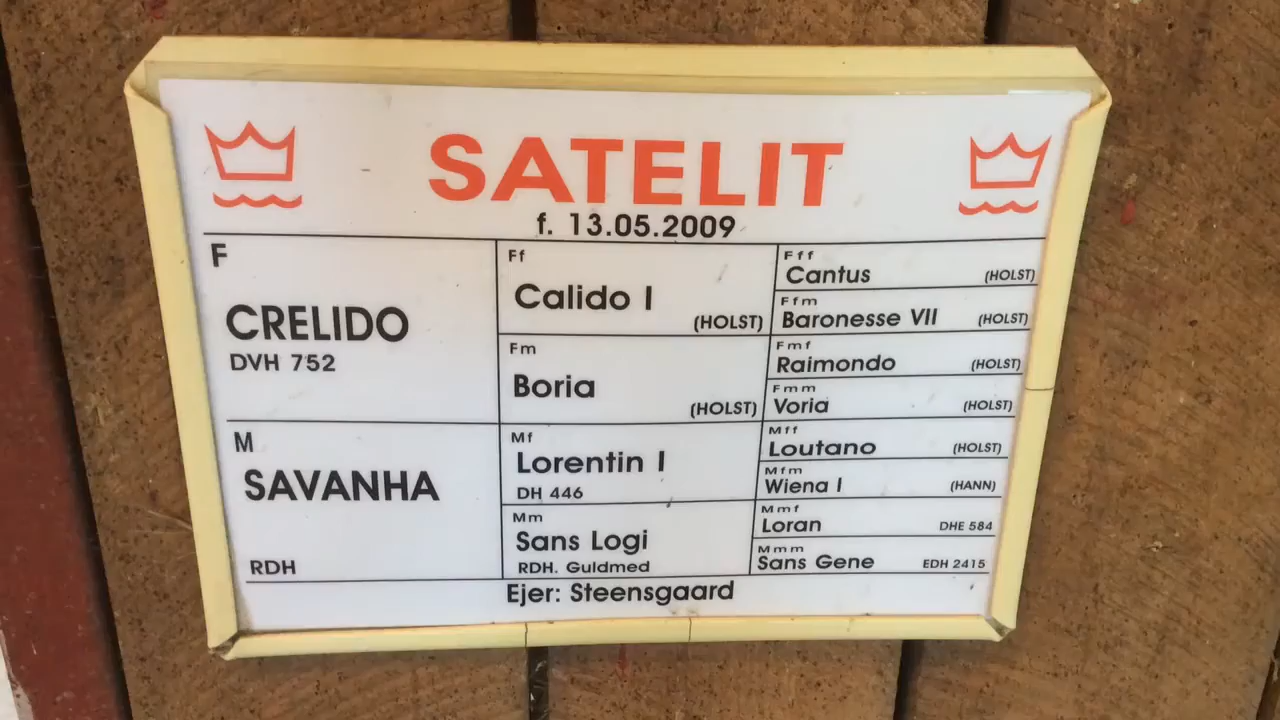 SATELIT
f. 13.05.2009
F
CRELIDO
DVH 752
Ff
Calido I
(HOLST)
Fm
Boria
(HOLST)
Fff
Cantus (HOLST)
Ffm
Baronesse VII (HOLST)
Fmf
Raimondo (HOLST)
Fmm
Voria (HOLST)
M
SAVANHA
RDH
Mf
Lorentin I
DH 446
Mm
Sans Logi
RDH. Guldmed
Mff
Loutano (HOLST)
Mfm
Wiena I (HANN)
Mmf
Loran DHE 584
Mmm
Sans Gene EDH 2415
Ejer: Steensgaard